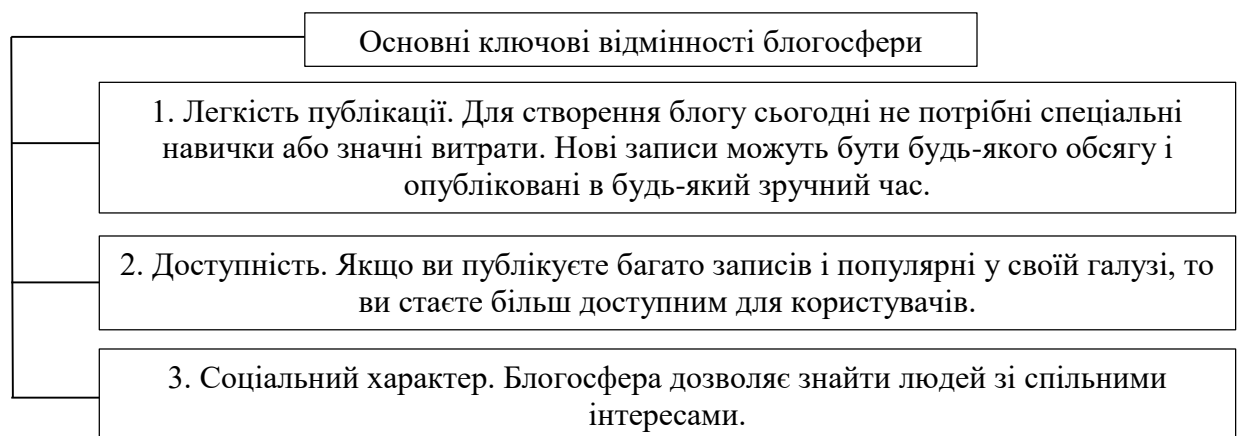 Основні ключові відмінності блогосфери
1. Легкість публікації. Для створення блогу сьогодні не потрібні спеціальні
навички або значні витрати. Нові записи можуть бути будь-якого обсягу і
опубліковані в будь-який зручний час.
2. Доступність. Якщо ви публікуєте багато записів і популярні у своїй галузі, то
ви стаєте більш доступним для користувачів.
3. Соціальний характер. Блогосфера дозволяє знайти людей зі спільними
інтересами.